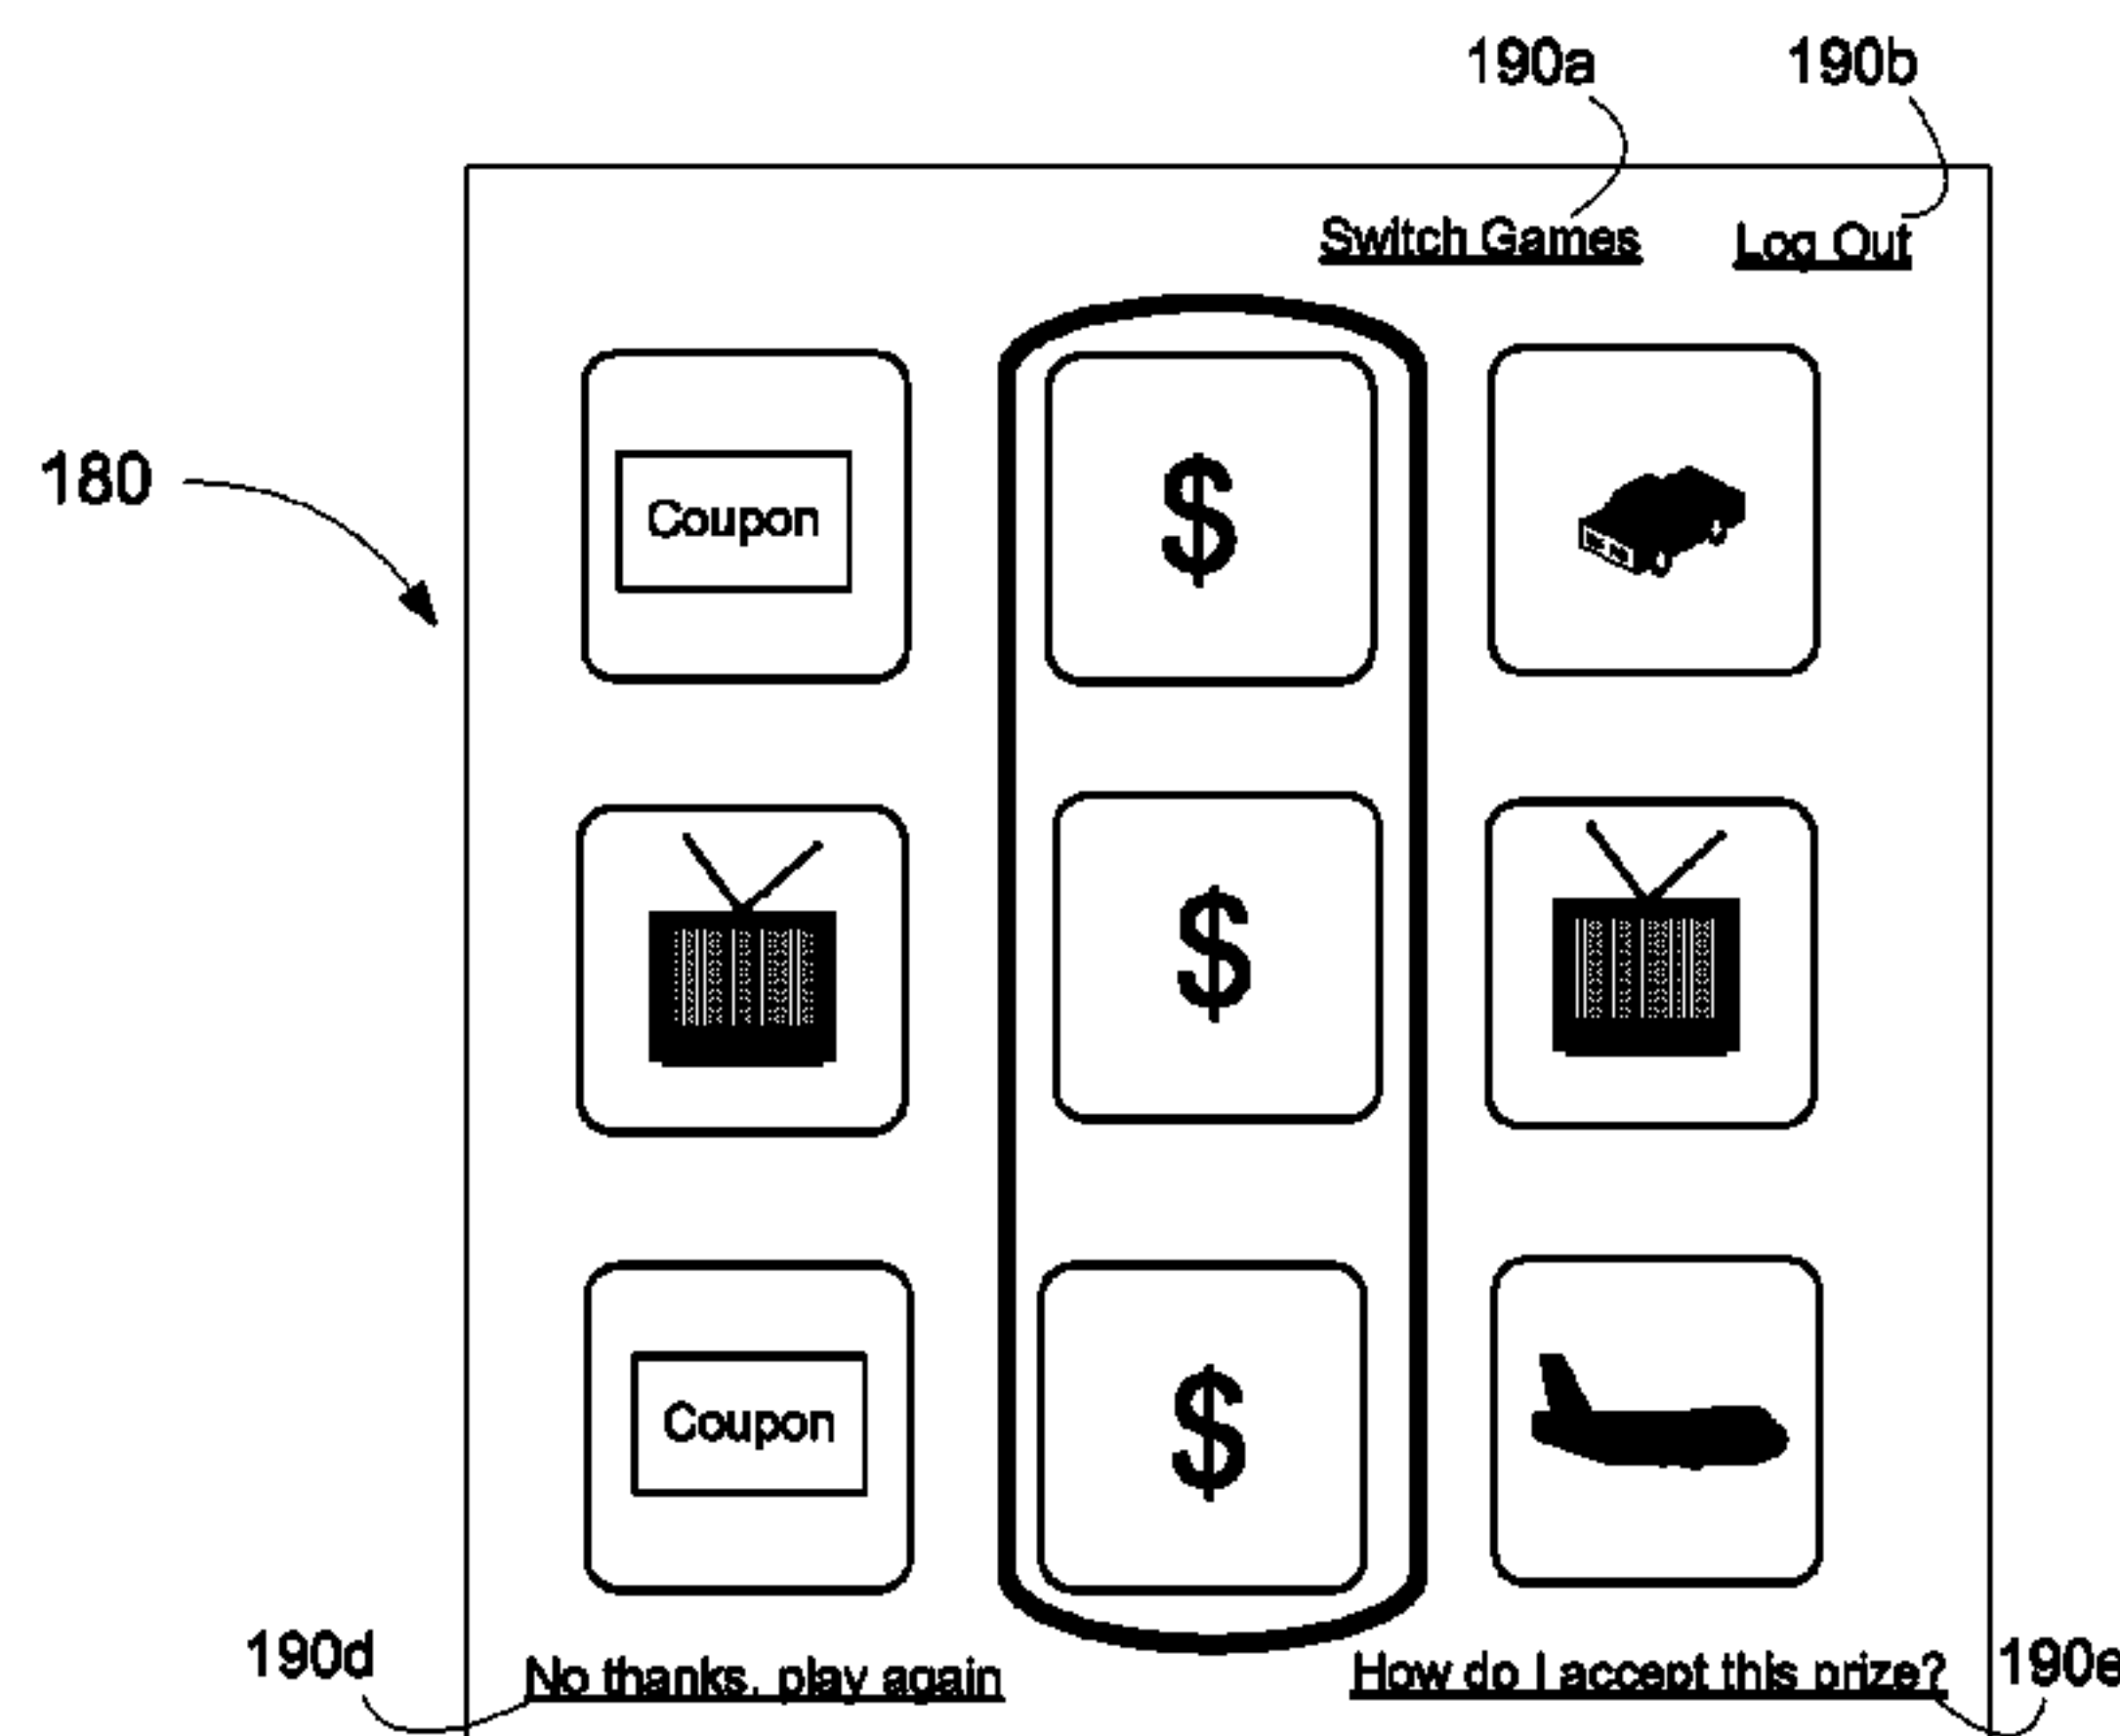 190a 190b
Switch Games Log Out
180
Coupon $
$
Coupon $
190d No thanks, play again How do I accept this prize? 190e